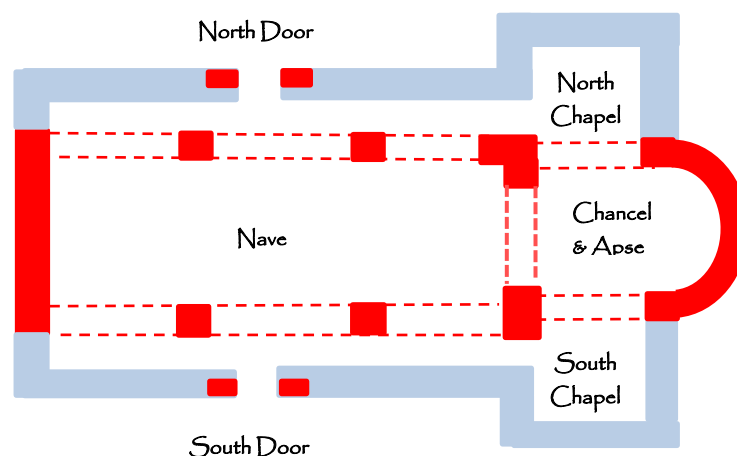 North Door
North
Chapel
Nave
Chancel
& Apse
South
Chapel
South Door